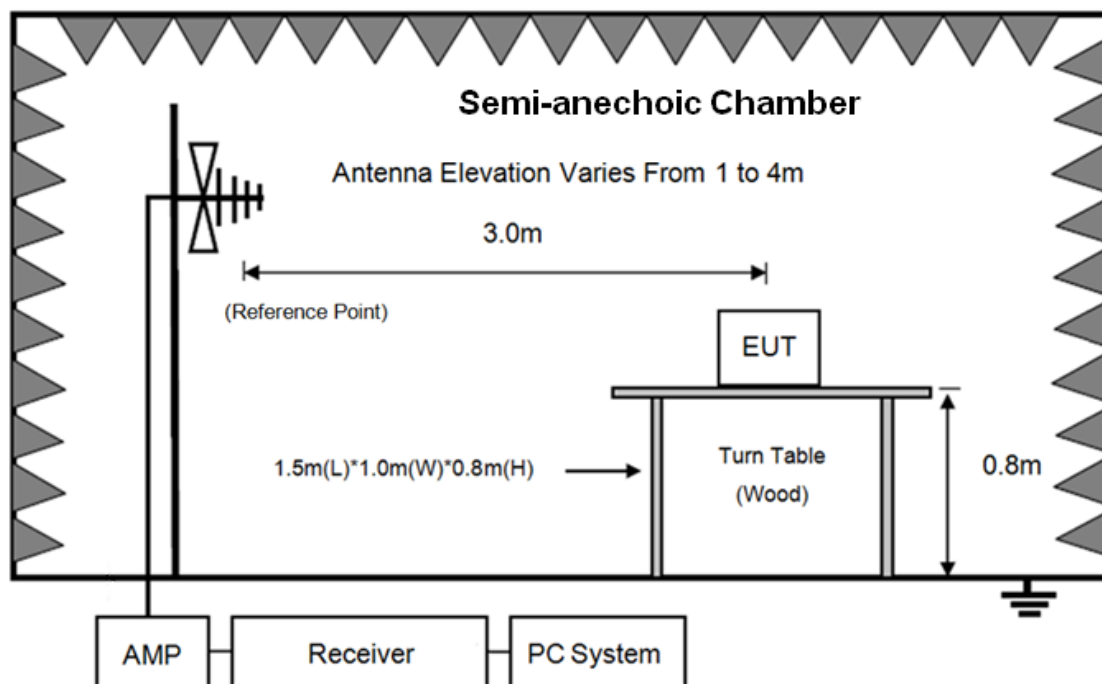 Semi-anechoic Chamber
Antenna Elevation Varies From 1 to 4m
3.0m
(Reference Point)
EUT
1.5m(L)*1.0m(W)*0.8m(H)
Turn Table
(Wood)
0.8m
AMP
Receiver
PC System